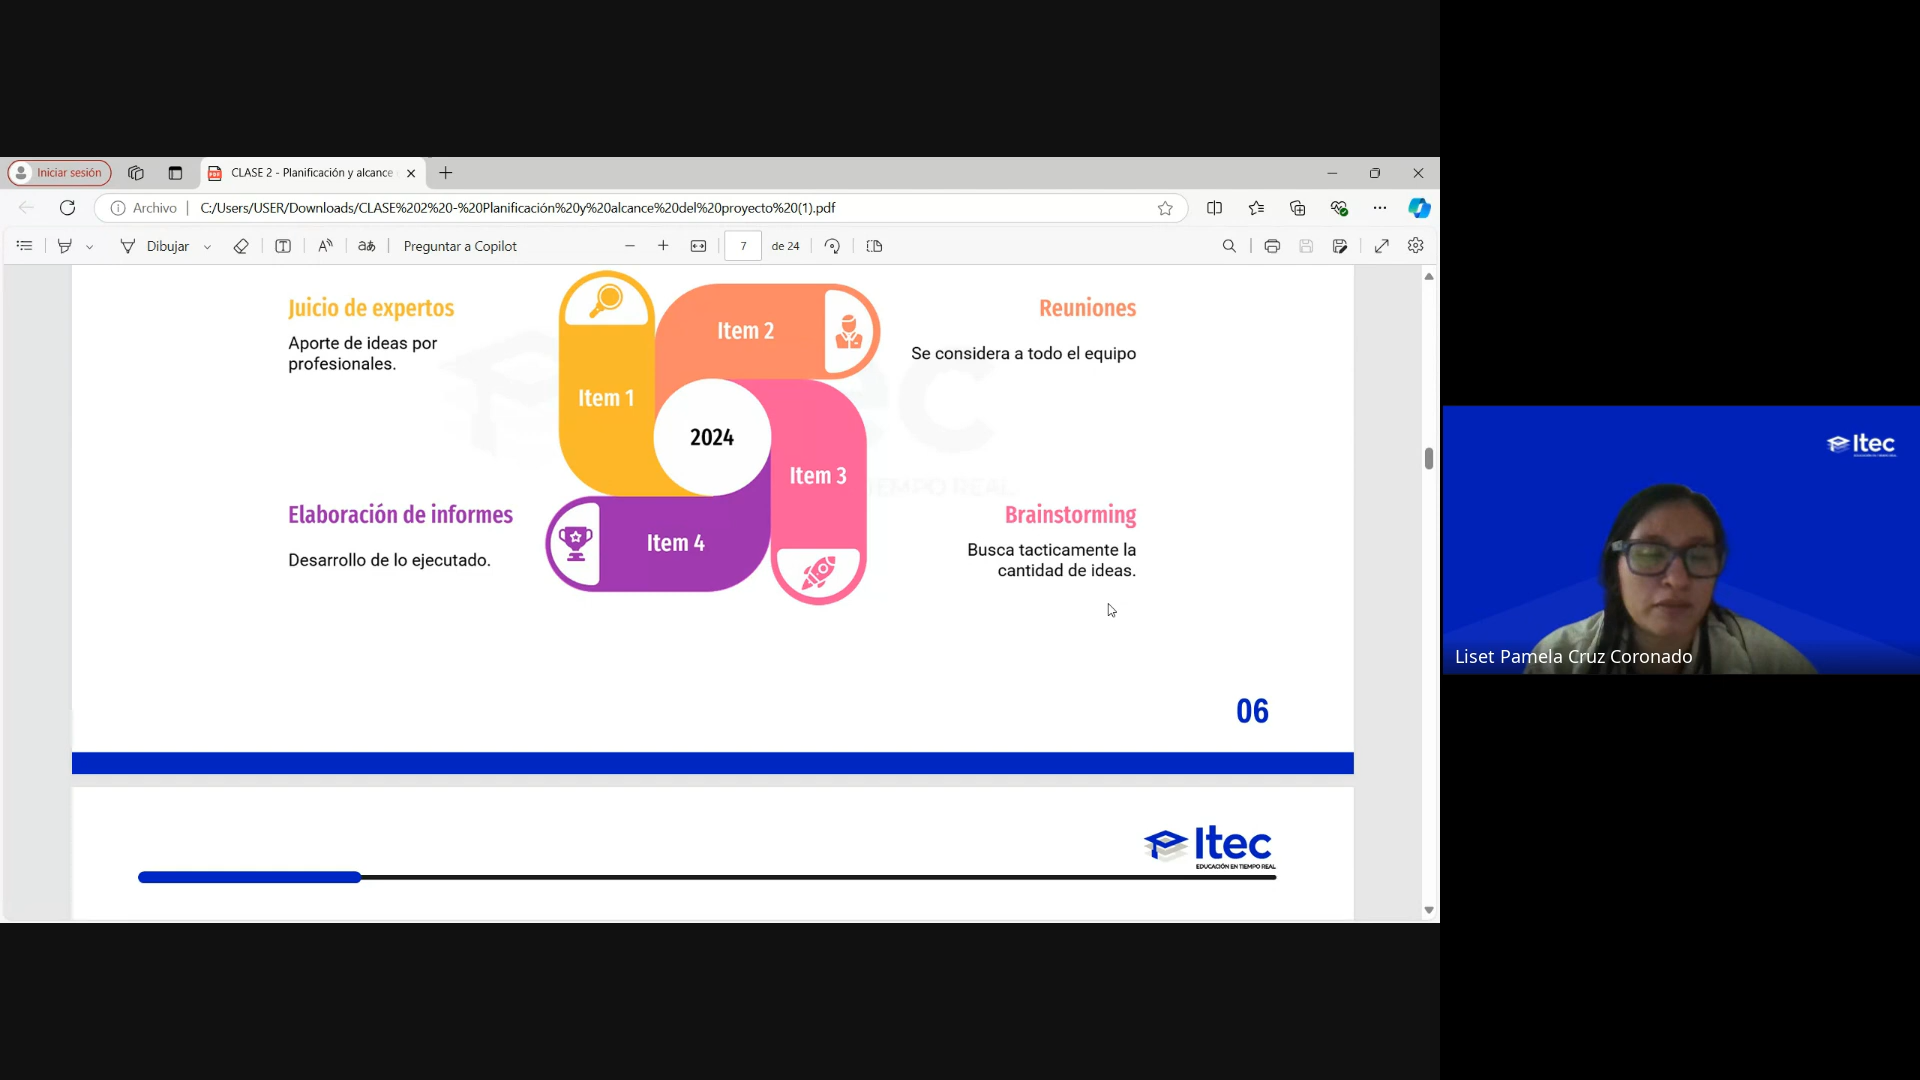 Iniciar sesión
CLASE 2 - Planificación y alcance
Archivo
C:/Users/USER/Downloads/CLASE%202%20-%20Planificación%20y%20alcance%20del%20proyecto%20(1).pdf
Dibujar
aあ
Preguntar a Copilot
7
de 24
Juicio de expertos
Aporte de ideas por
profesionales.
Item 1
Item 2
Reuniones
Se considera a todo el equipo
2024
Item 3
Elaboración de informes
Desarrollo de lo ejecutado.
Item 4
Brainstorming
Busca tacticamente la
cantidad de ideas.
06
Itec
EDUCACIÓN EN TIEMPO REAL
Itec
Liset Pamela Cruz Coronado